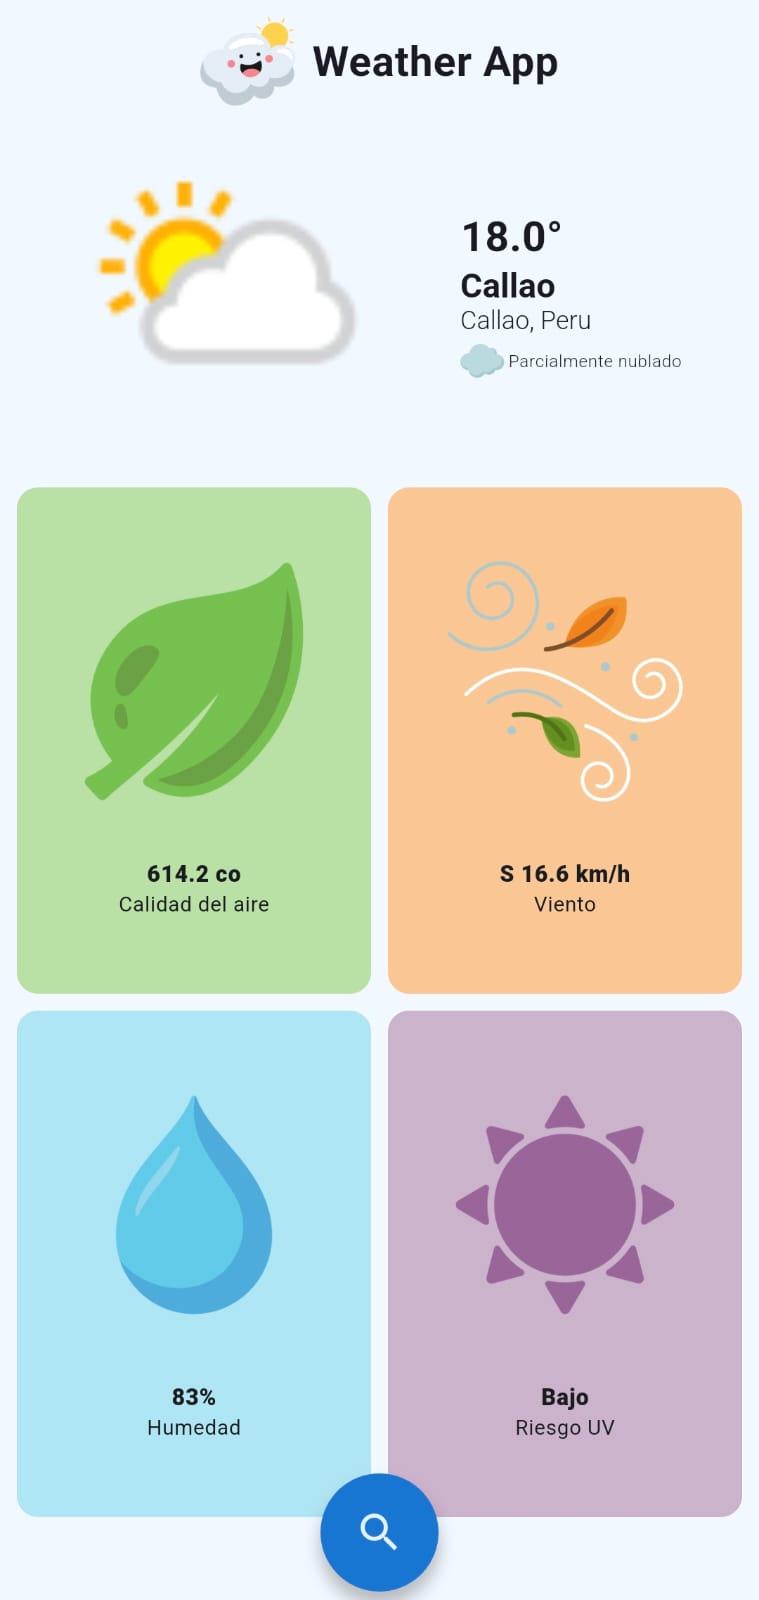 Weather App
18.0°
Callao
Callao, Peru
Parcialmente nublado
614.2 co
Calidad del aire
S 16.6 km/h
Viento
83%
Humedad
Bajo
Riesgo UV